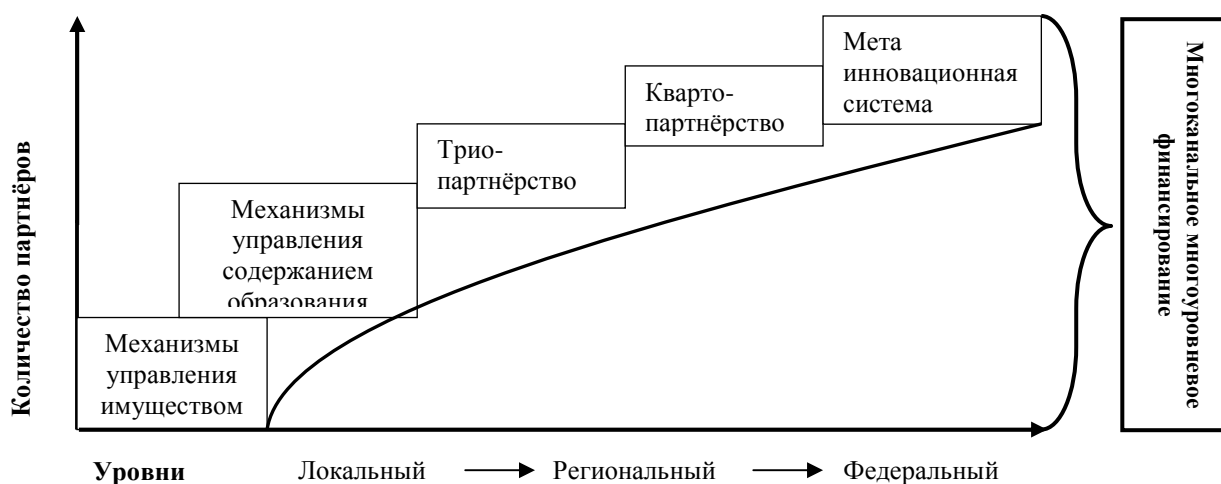 Мета
инновационная
система
Кварто-
партнёрство
Трио-
партнёрство
Механизмы
управления
содержанием
образования
Механизмы
управления
имуществом
Количество партнёров
Многоканальное многоуровневое
финансирование
Уровни Локальный Региональный Федеральный